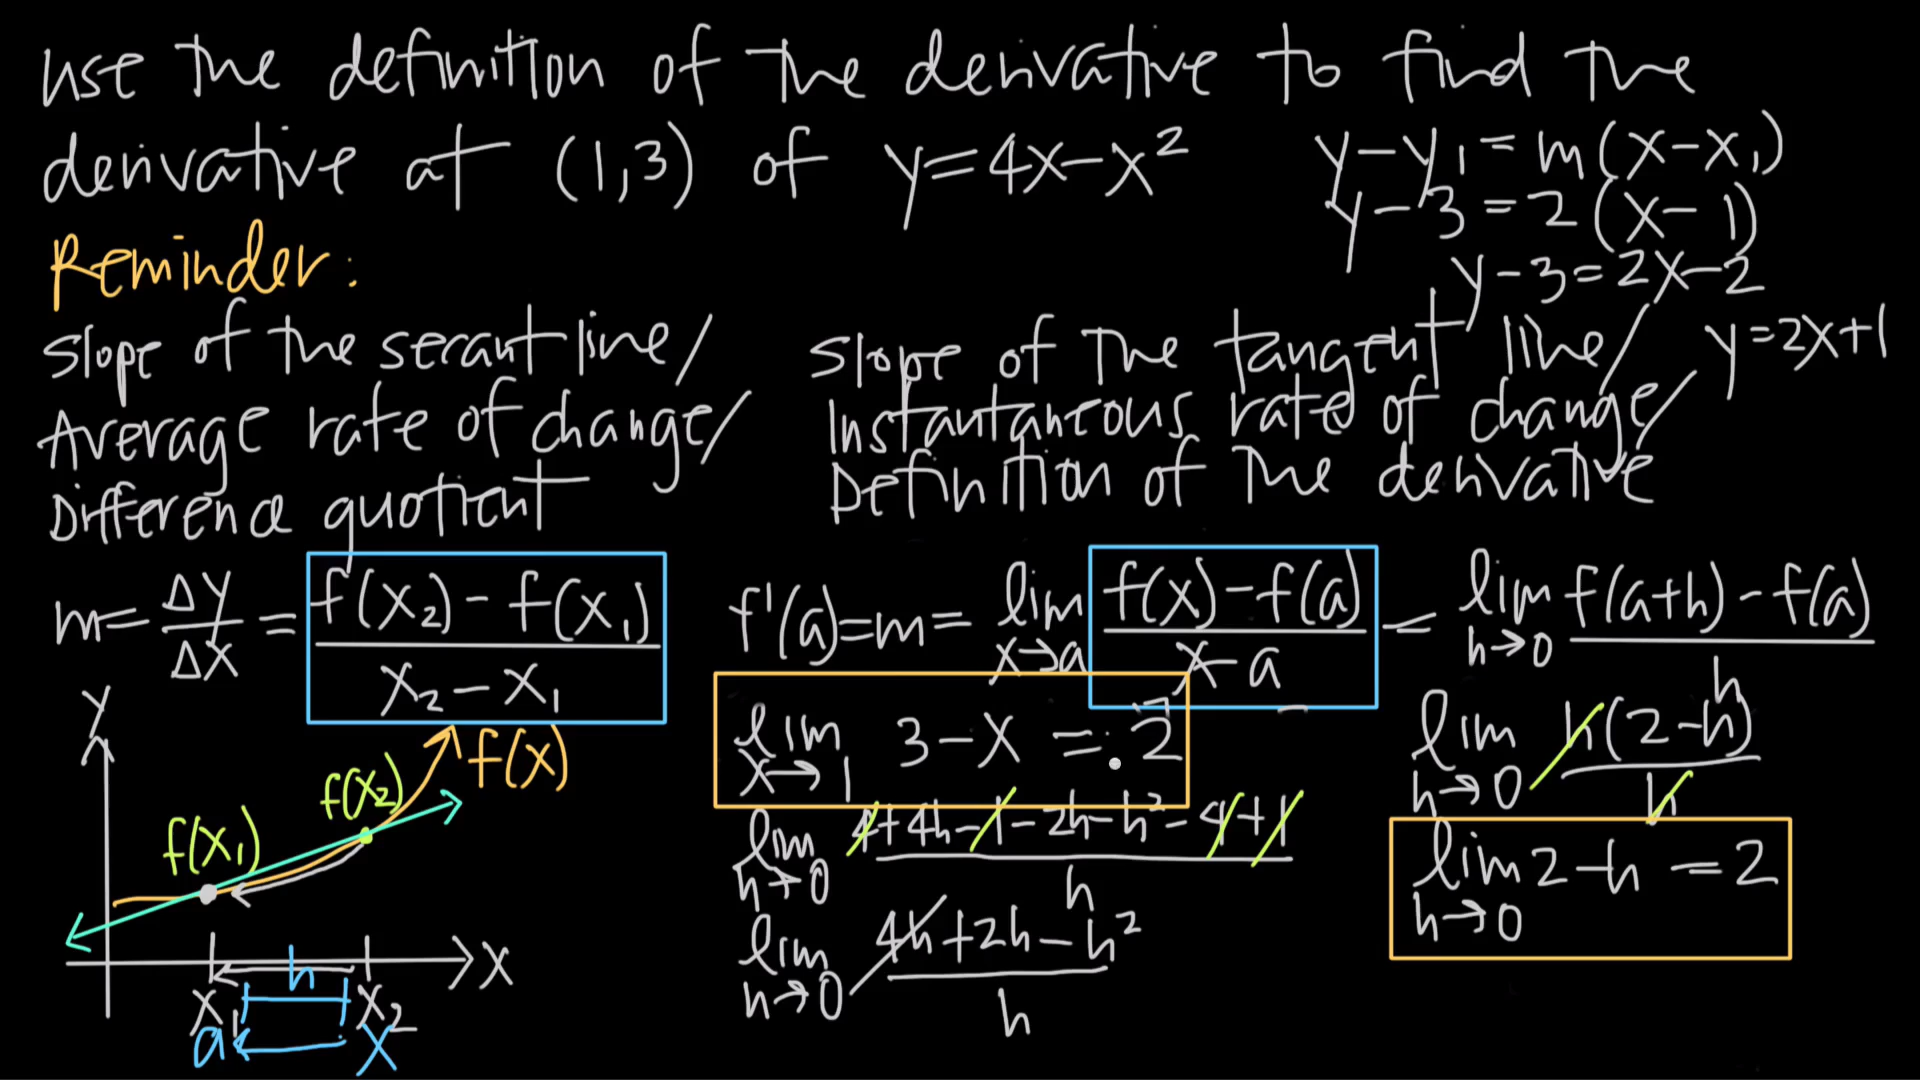 use the definition of the derivative to find the
derivative at (1,3) of y=4x-x²
y-y₁=m(x-x₁)
y-3=2(x-1)
y-3=2x-2
y=2x+1
Reminder:
Slope of the secant line/
Average rate of change/
Difference quotient
Slope of the tangent line/
Instantaneous rate of change/
Definition of the derivative
m= Δy/Δx = (f(x₂)-f(x₁))/(x₂-x₁)
f'(a)=m= lim x→a (f(x)-f(a))/(x-a) = lim h→0 (f(a+h)-f(a))/h
lim x→1 3-x = 2
lim h→0 (4+4h-1-2h-h²-4+1)/h
lim h→0 (4h+2h-h²)/h
lim h→0 h(2-h)/h
lim h→0 2-h = 2
y
f(x)
f(x₂)
f(x₁)
x
h
x₁ x₂
a x